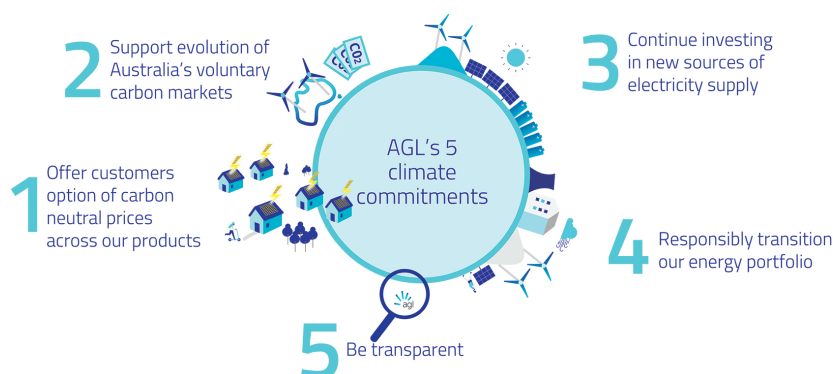 AGL's 5
climate
commitments
1
Offer customers
option of carbon
neutral prices
across our products
2
Support evolution of
Australia's voluntary
carbon markets
3
Continue investing
in new sources of
electricity supply
4
Responsibly transition
our energy portfolio
5
Be transparent
agl
CO2